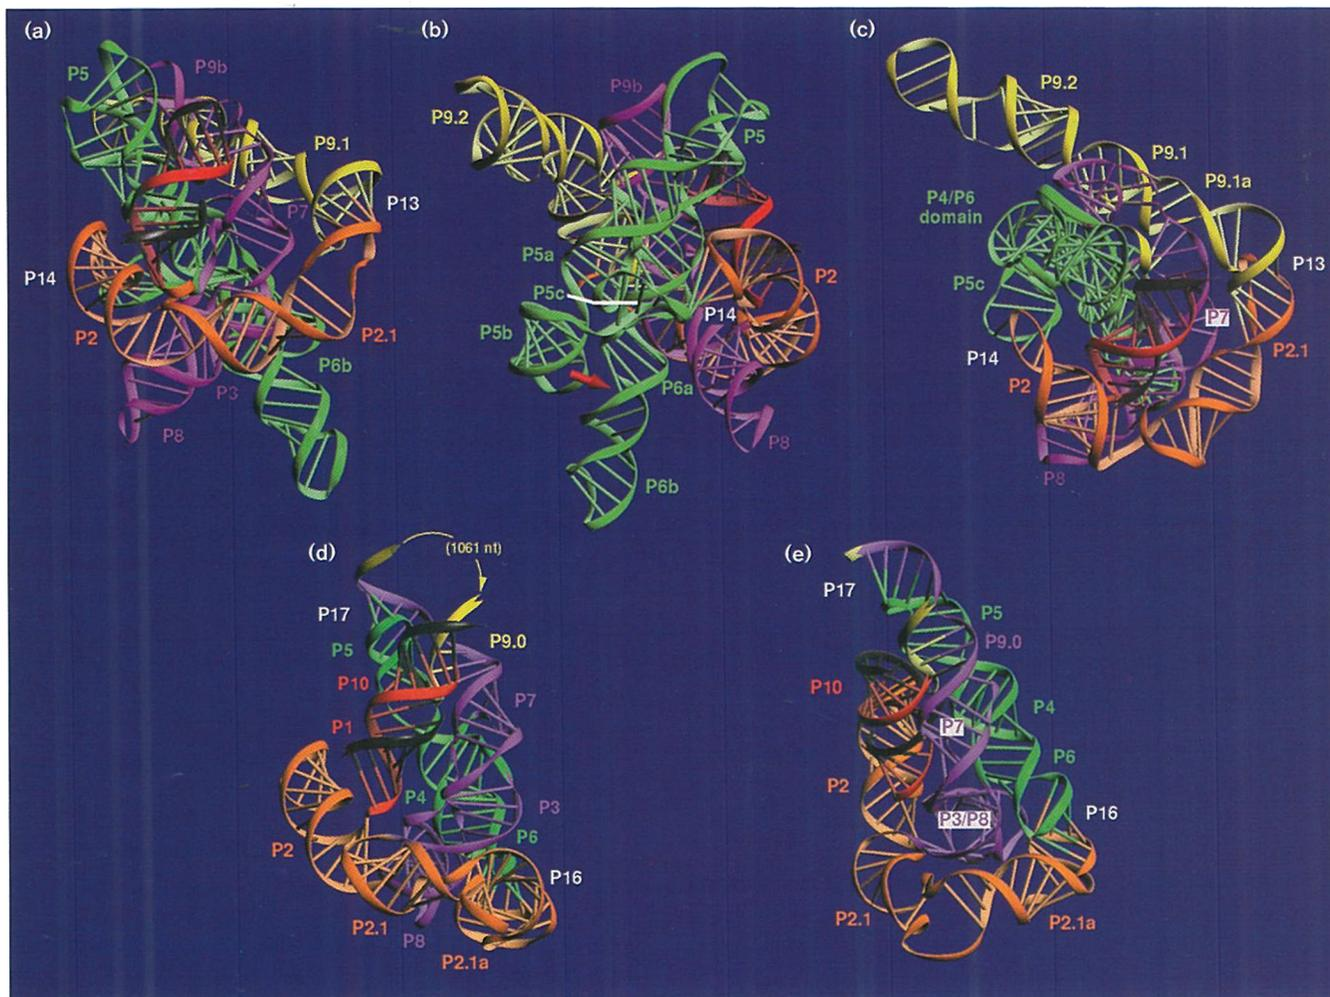 (a)
P5
P9b
P9.1
P13
P7
P14
P2
P2.1
P6b
P3
P8
(b)
P9b
P9.2
P5
P5a
P5c
P2
P14
P5b
P6a
P8
P6b
(c)
P9.2
P9.1
P9.1a
P4/P6
domain
P5c
P13
P7
P14
P2.1
P2
P8
(d)
(1061 nt)
P17
P5
P9.0
P10
P7
P1
P4
P3
P6
P2
P16
P2.1
P8
P2.1a
(e)
P17
P5
P9.0
P10
P4
P7
P6
P2
P16
P3/P8
P2.1
P2.1a